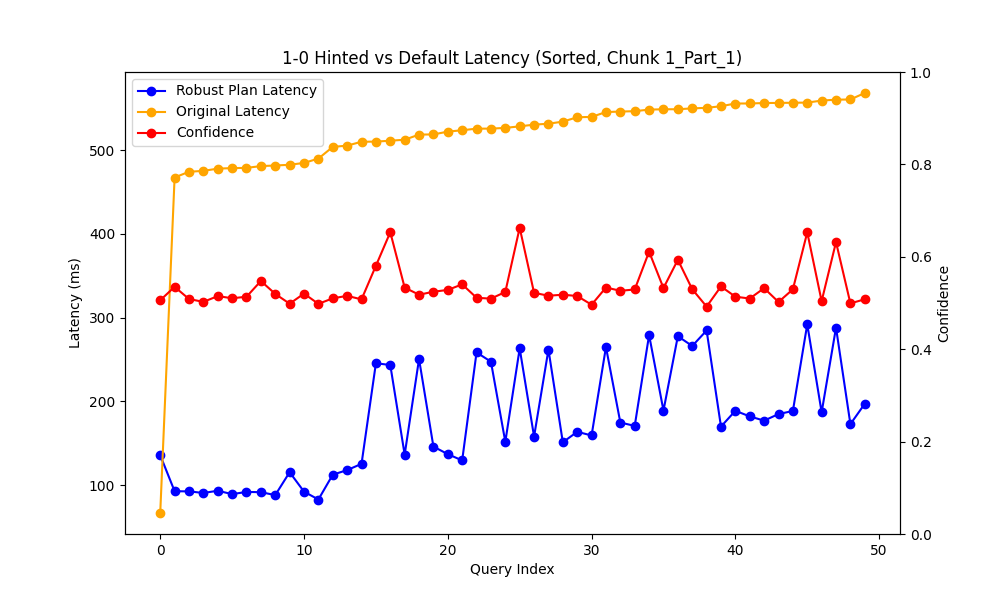 1-0 Hinted vs Default Latency (Sorted, Chunk 1_Part_1)
Robust Plan Latency
Original Latency
Confidence
Latency (ms)
500
400
300
200
100
1.0
0.8
0.6
0.4
0.2
0.0
Confidence
0 10 20 30 40 50
Query Index